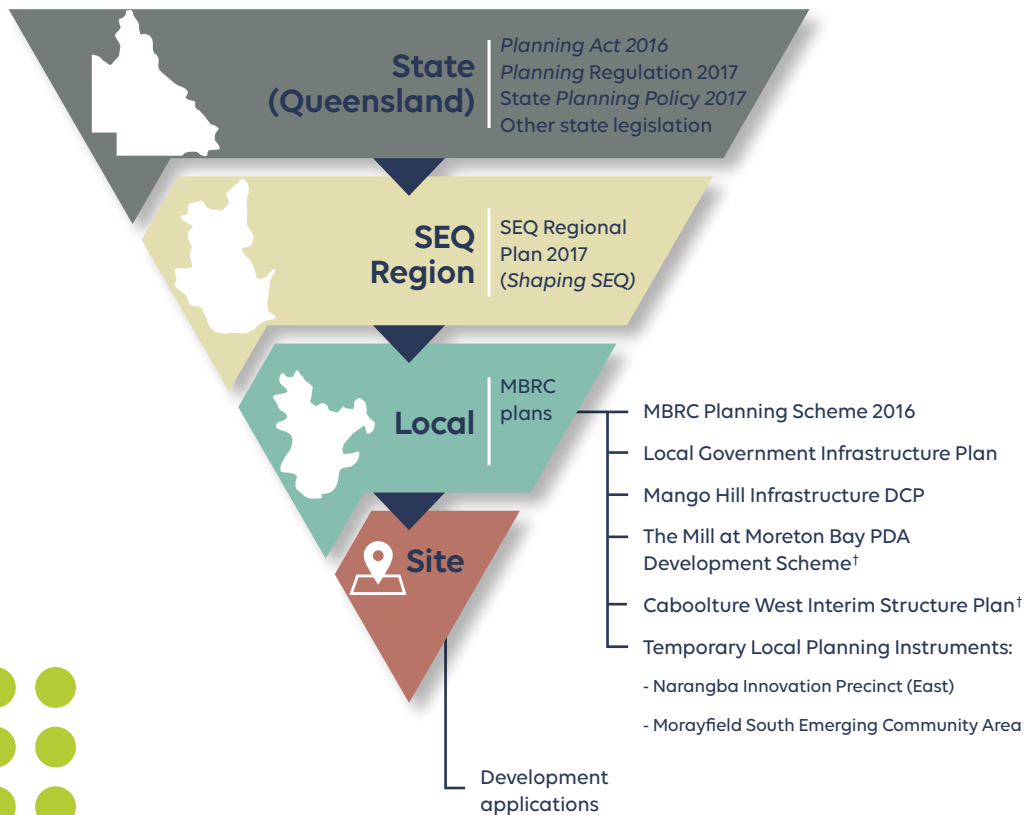 State
(Queensland)
Planning Act 2016
Planning Regulation 2017
State Planning Policy 2017
Other state legislation
SEQ
Region
SEQ Regional
Plan 2017
(Shaping SEQ)
Local
MBRC
plans
MBRC Planning Scheme 2016
Local Government Infrastructure Plan
Mango Hill Infrastructure DCP
The Mill at Moreton Bay PDA
Development Scheme†
Caboolture West Interim Structure Plan†
Temporary Local Planning Instruments:
- Narangba Innovation Precinct (East)
- Morayfield South Emerging Community Area
Site
Development
applications